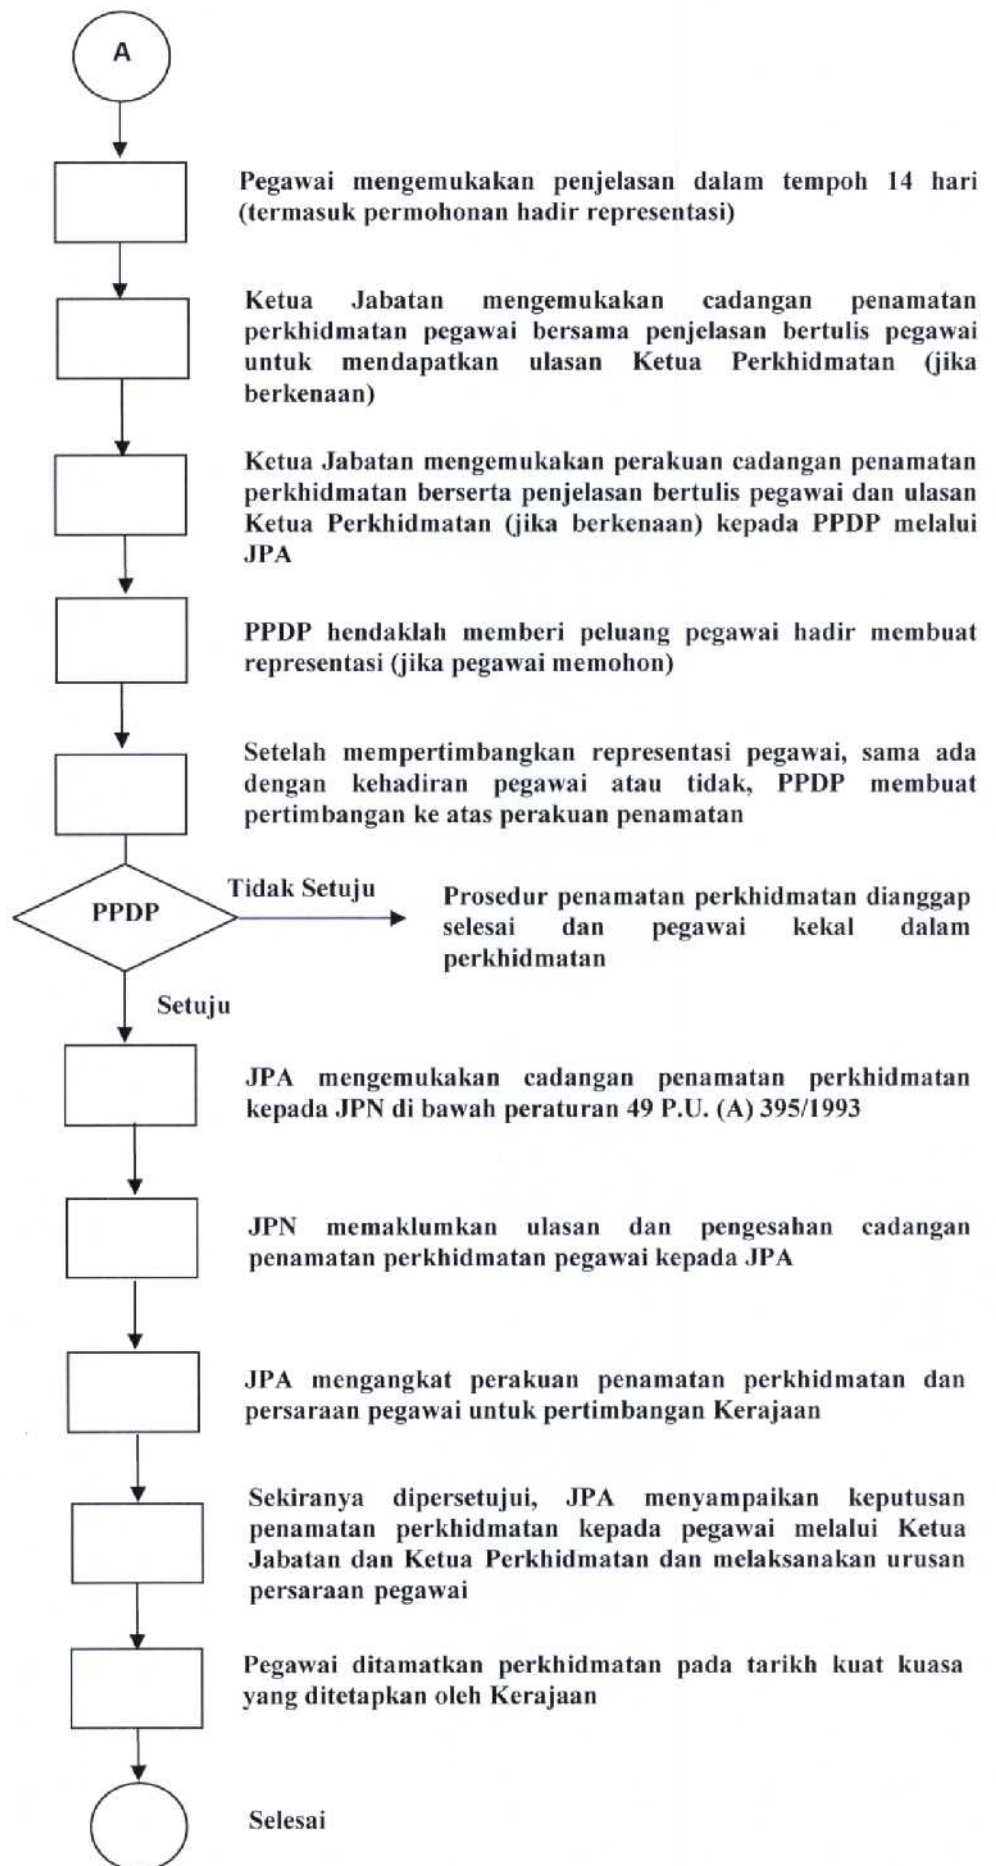 A
Pegawai mengemukakan penjelasan dalam tempoh 14 hari
(termasuk permohonan hadir representasi)
Ketua Jabatan mengemukakan cadangan penamatan
perkhidmatan pegawai bersama penjelasan bertulis pegawai
untuk mendapatkan ulasan Ketua Perkhidmatan (jika
berkenaan)
Ketua Jabatan mengemukakan perakuan cadangan penamatan
perkhidmatan berserta penjelasan bertulis pegawai dan ulasan
Ketua Perkhidmatan (jika berkenaan) kepada PPDP melalui
JPA
PPDP hendaklah memberi peluang pegawai hadir membuat
representasi (jika pegawai memohon)
Setelah mempertimbangkan representasi pegawai, sama ada
dengan kehadiran pegawai atau tidak, PPDP membuat
pertimbangan ke atas perakuan penamatan
PPDP
Tidak Setuju
Prosedur penamatan perkhidmatan dianggap
selesai dan pegawai kekal dalam
perkhidmatan
Setuju
JPA mengemukakan cadangan penamatan perkhidmatan
kepada JPN di bawah peraturan 49 P.U. (A) 395/1993
JPN memaklumkan ulasan dan pengesahan cadangan
penamatan perkhidmatan pegawai kepada JPA
JPA mengangkat perakuan penamatan perkhidmatan dan
persaraan pegawai untuk pertimbangan Kerajaan
Sekiranya dipersetujui, JPA menyampaikan keputusan
penamatan perkhidmatan kepada pegawai melalui Ketua
Jabatan dan Ketua Perkhidmatan dan melaksanakan urusan
persaraan pegawai
Pegawai ditamatkan perkhidmatan pada tarikh kuat kuasa
yang ditetapkan oleh Kerajaan
Selesai